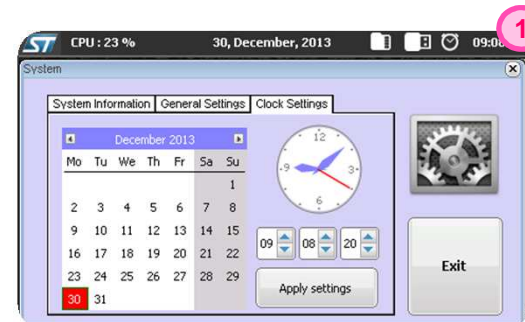 ST CPU : 23 % 30, December, 2013 09:08
1
System
System Information General Settings Clock Settings
December 2013
Mo Tu We Th Fr Sa Su
1
2 3 4 5 6 7 8
9 10 11 12 13 14 15
16 17 18 19 20 21 22
23 24 25 26 27 28 29
30 31
12
9 3
6
09 08 20
Apply settings
Exit